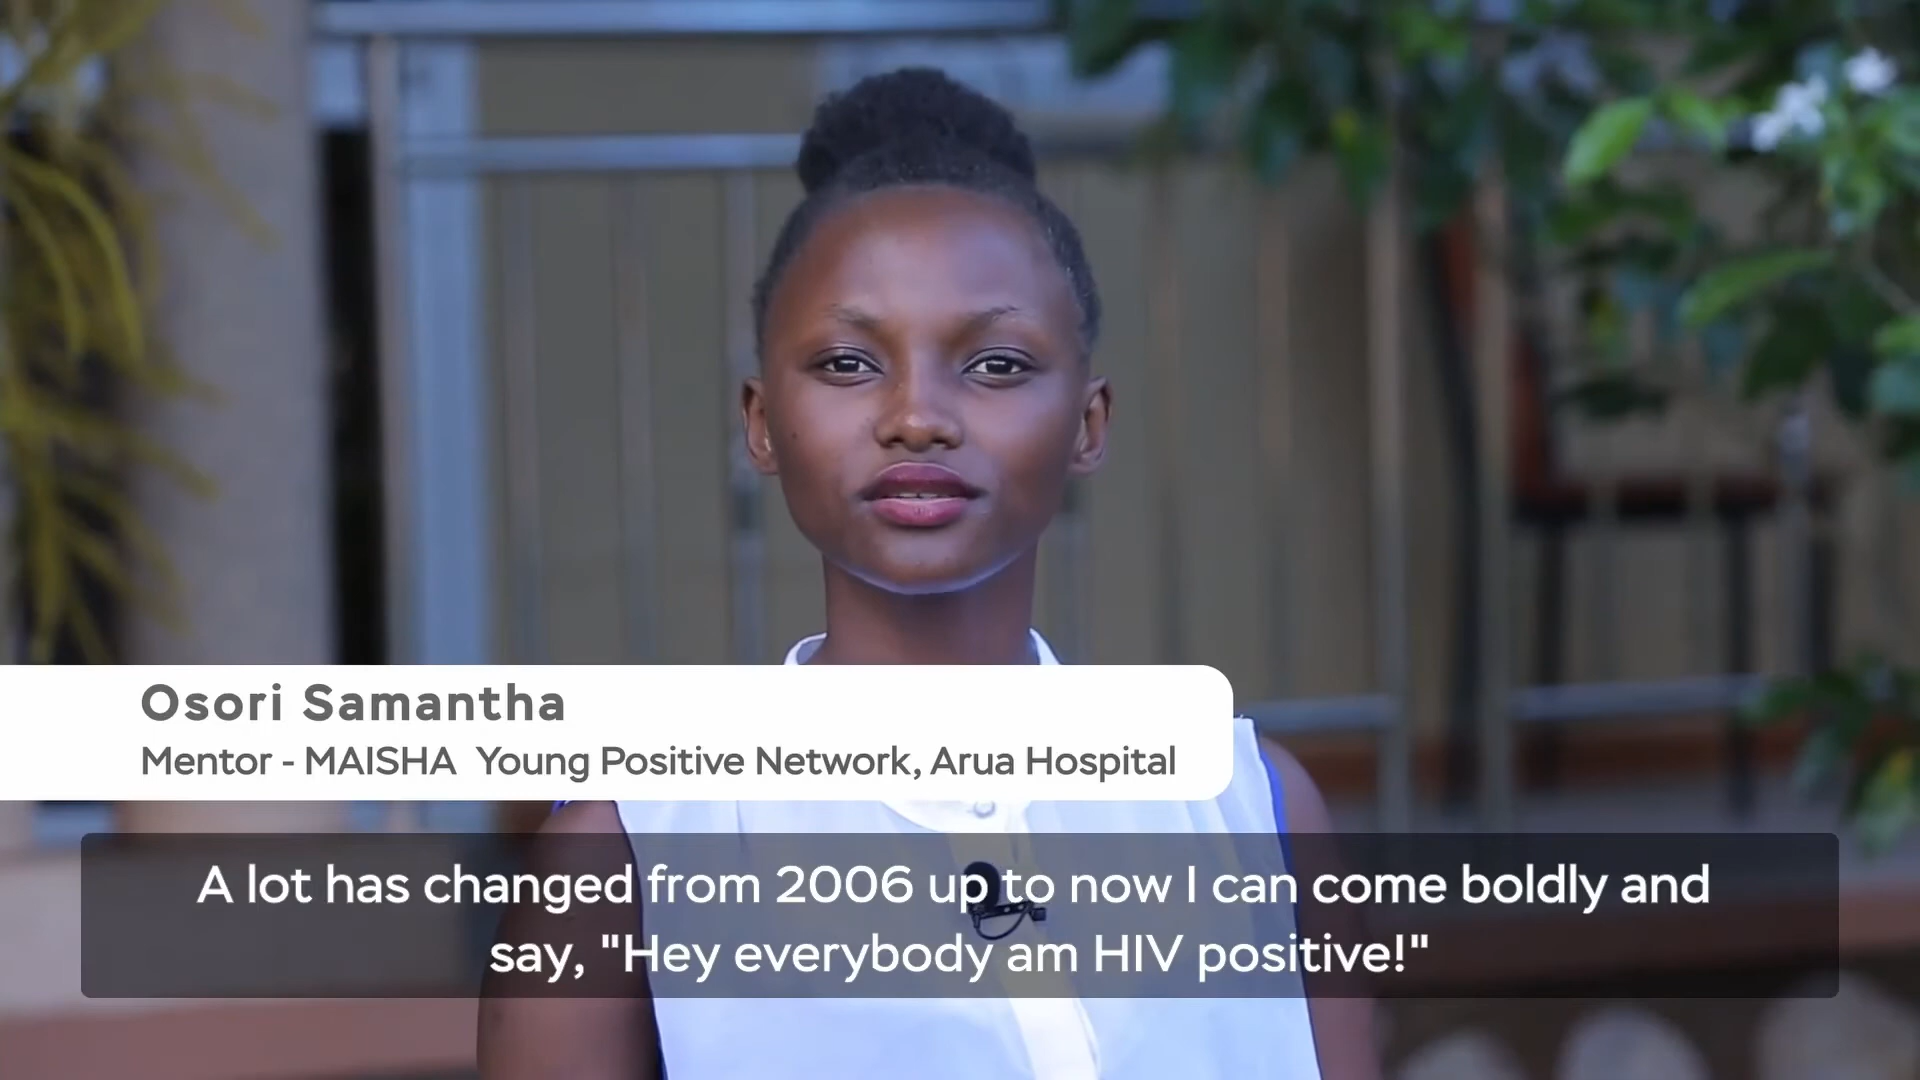 Osori Samantha
Mentor - MAISHA Young Positive Network, Arua Hospital
A lot has changed from 2006 up to now I can come boldly and
say, "Hey everybody am HIV positive!"